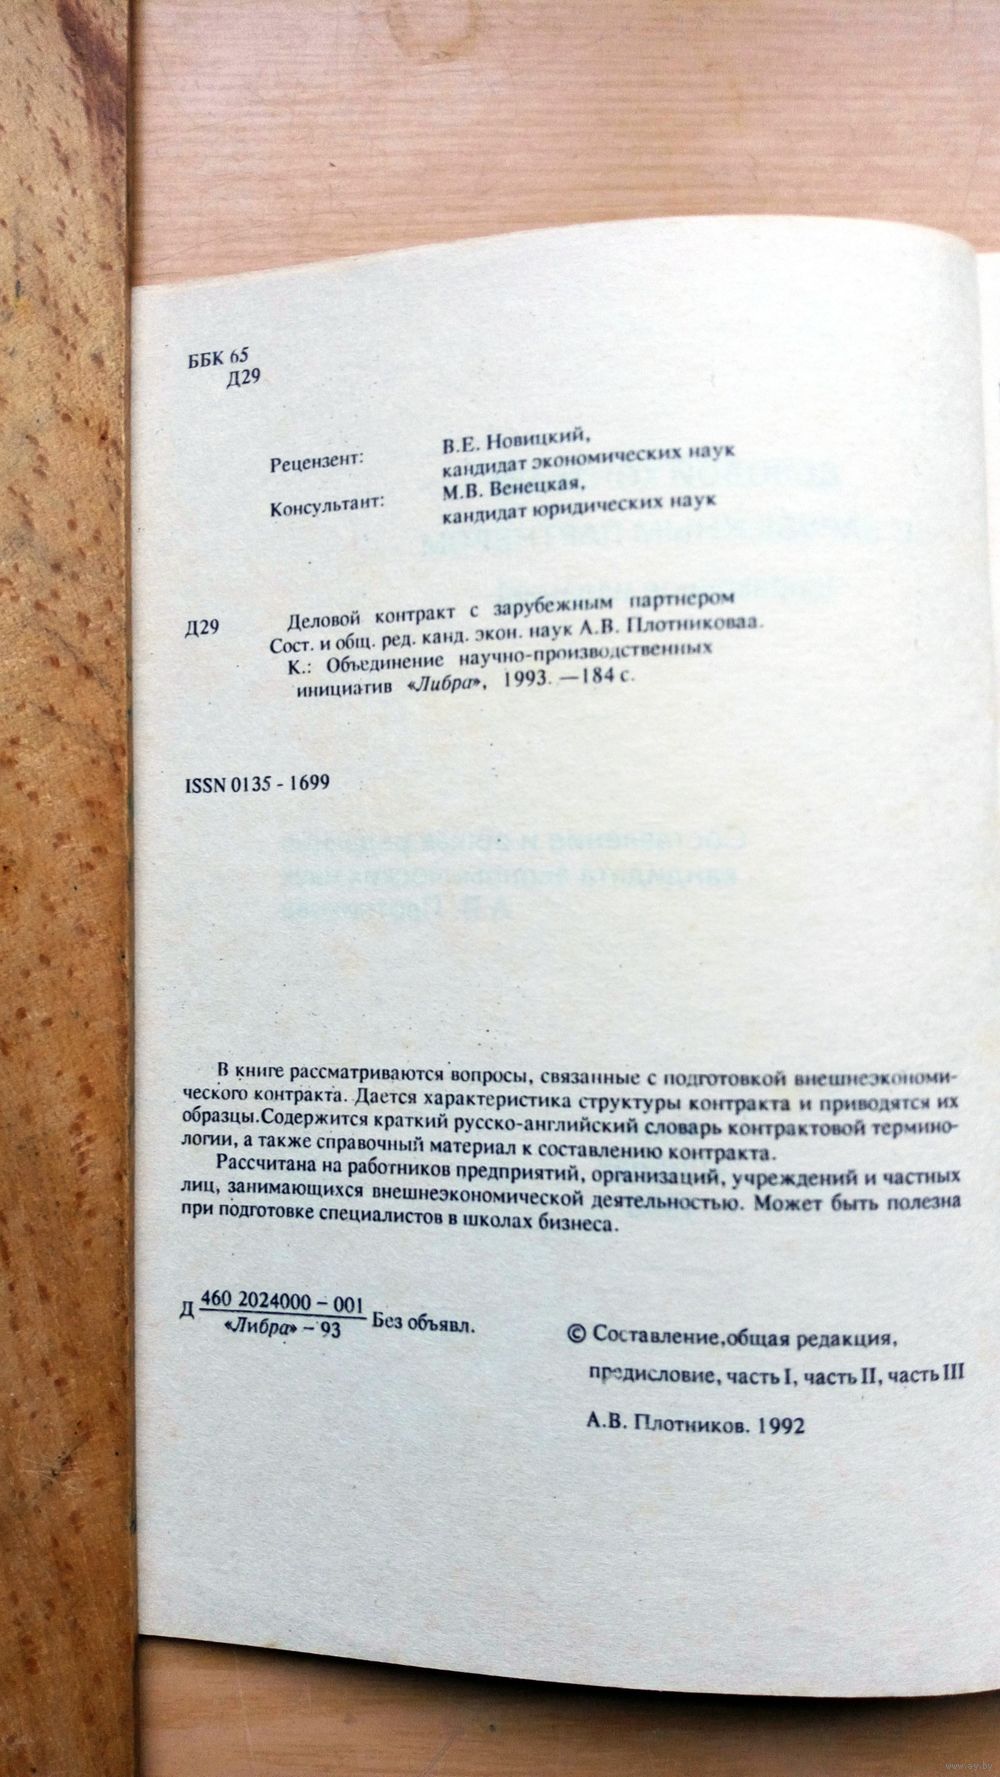 ББК 65
Д29
Рецензент:
В.Е. Новицкий,
кандидат экономических наук
Консультант:
М.В. Венецкая,
кандидат юридических наук
Д29
Деловой контракт с зарубежным партнером
Сост. и общ. ред. канд. экон. наук А.В. Плотниковаа.
К.: Объединение научно-производственных
инициатив «Либра», 1993. —184 с.
ISSN 0135 - 1699
В книге рассматриваются вопросы, связанные с подготовкой внешнеэкономи-
ческого контракта. Дается характеристика структуры контракта и приводятся их
образцы.Содержится краткий русско-английский словарь контрактовой термино-
логии, а также справочный материал к составлению контракта.
Рассчитана на работников предприятий, организаций, учреждений и частных
лиц, занимающихся внешнеэкономической деятельностью. Может быть полезна
при подготовке специалистов в школах бизнеса.
Д 460 2024000 – 001
«Либра» – 93
Без объявл.
© Составление,общая редакция,
предисловие, часть I, часть II, часть III
А.В. Плотников. 1992
www.ay.by